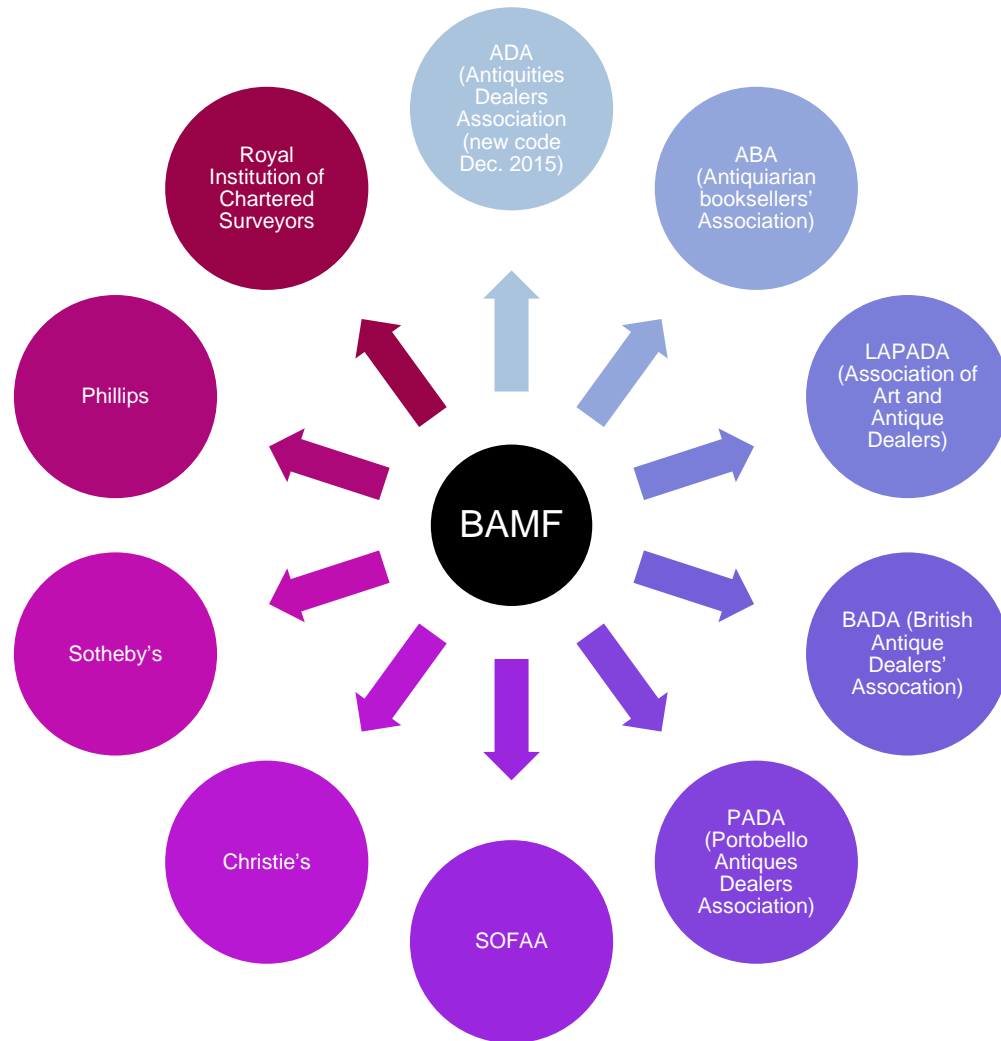 ADA
(Antiquities
Dealers
Association
(new code
Dec. 2015)
ABA
(Antiquiarian
booksellers’
Association)
LAPADA
(Association of
Art and
Antique
Dealers)
BADA (British
Antique
Dealers’
Assocation)
PADA
(Portobello
Antiques
Dealers
Association)
SOFAA
Christie’s
Sotheby’s
Phillips
Royal
Institution of
Chartered
Surveyors
BAMF